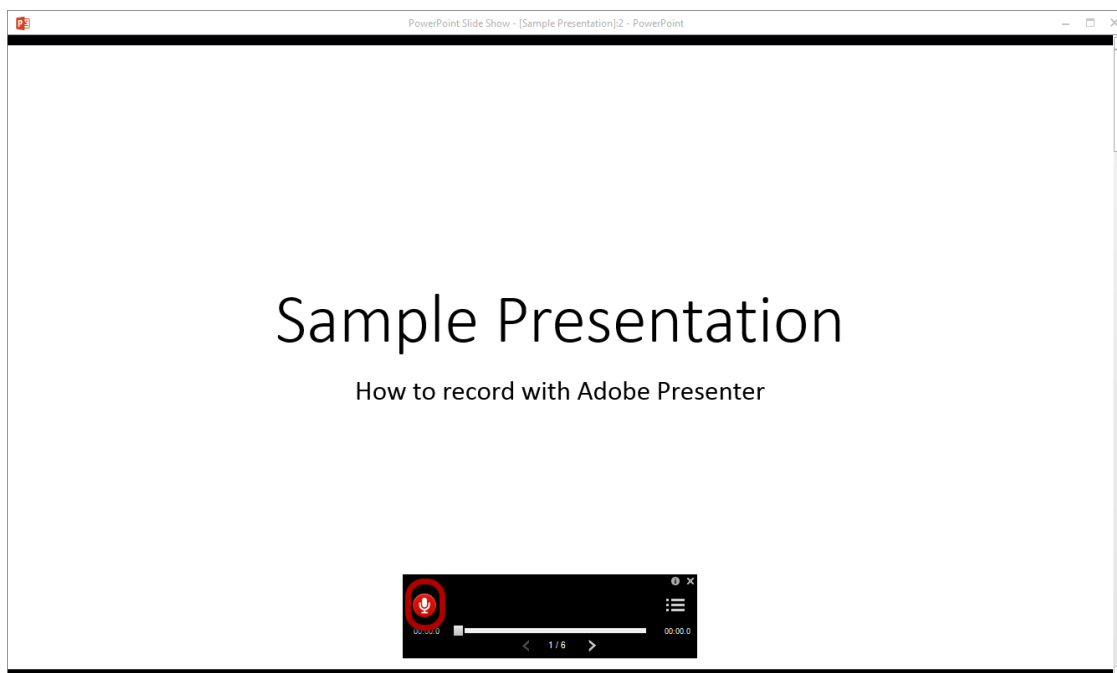 PowerPoint Slide Show - [Sample Presentation]:2 - PowerPoint
Sample Presentation
How to record with Adobe Presenter
00:00.0
00:00.0
1 / 6